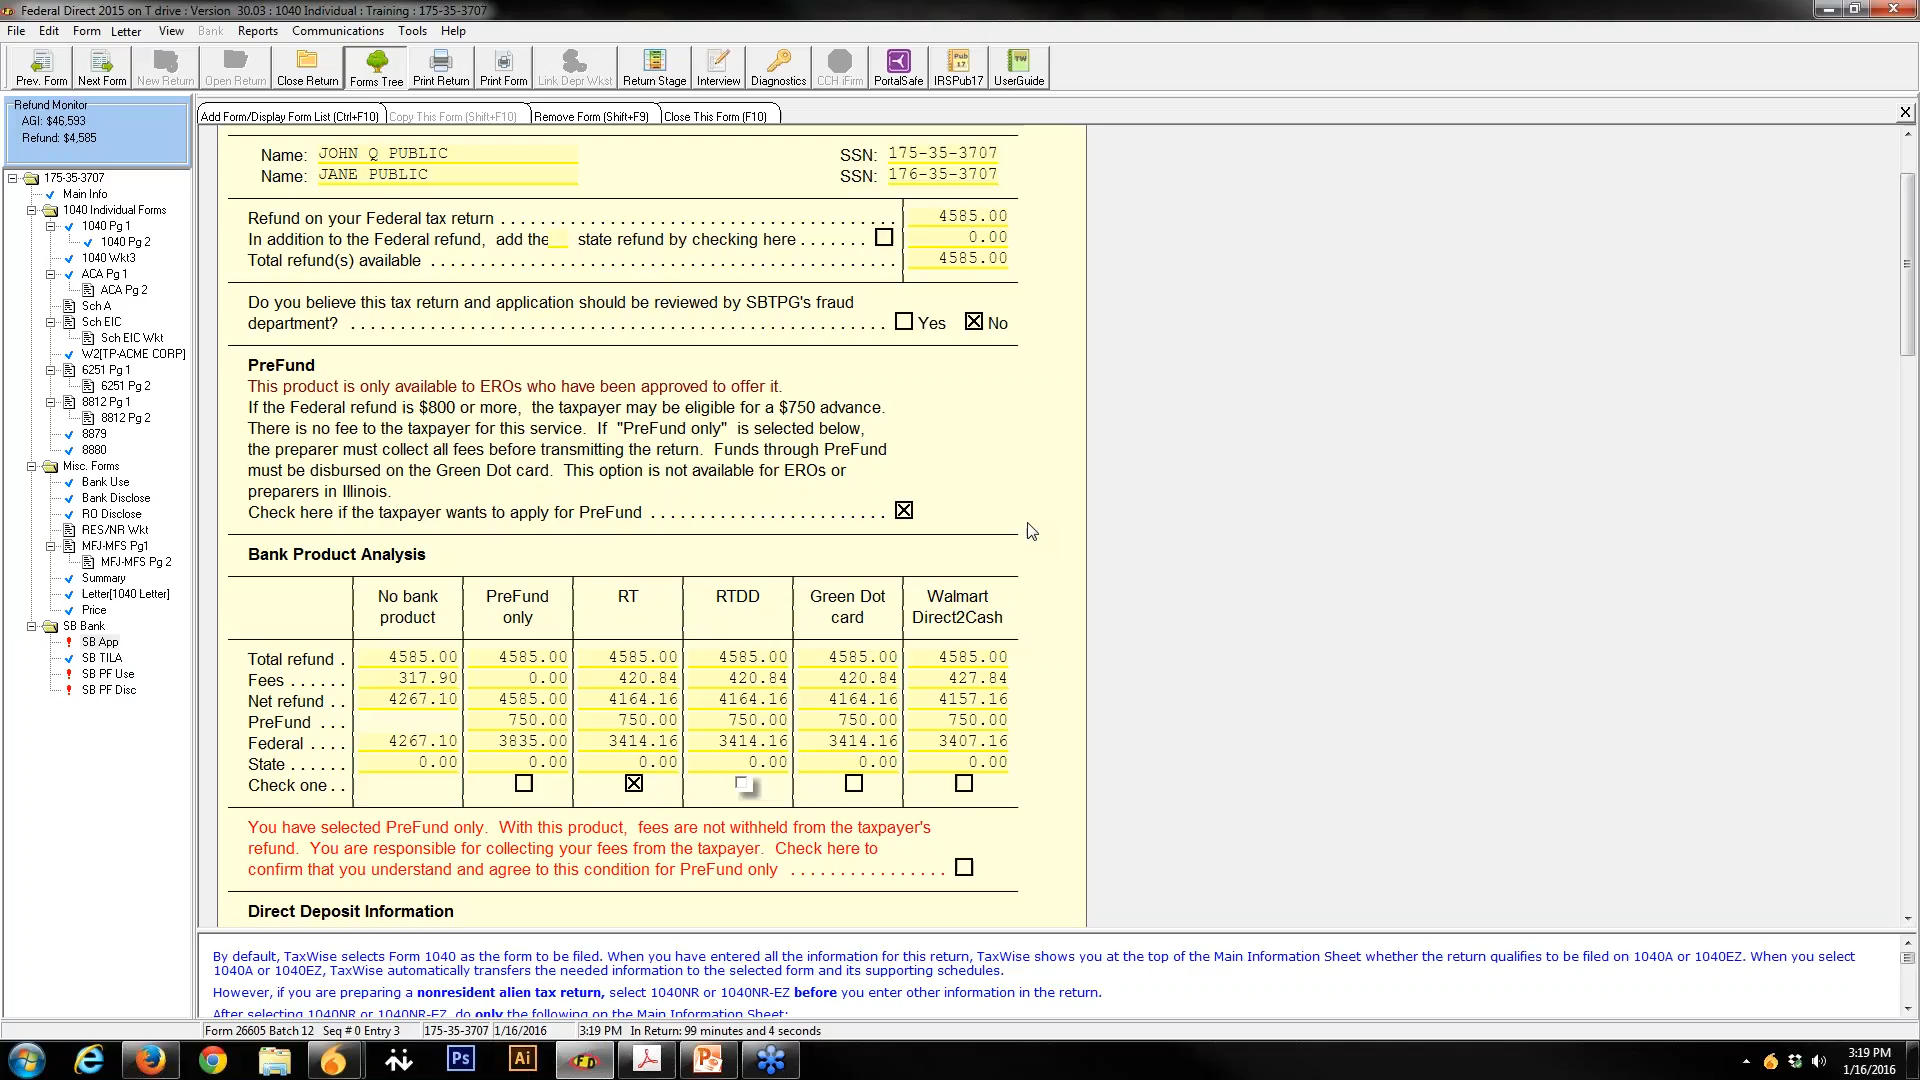 Federal Direct 2015 on T drive : Version 30.03 : 1040 Individual : Training : 175-35-3707
File Edit Form Letter View Bank Reports Communications Tools Help
Prev. Form Next Form New Return Open Return Close Return Forms Tree Print Return Print Form Link Depr Wkst Return Stage Interview Diagnostics CCH iFirm PortalSafe IRSPub17 UserGuide
Refund Monitor
AGI: $46,593
Refund: $4,585
Add Form/Display Form List (Ctrl+F10) Copy This Form (Shift+F10) Remove Form (Shift+F9) Close This Form (F10)
175-35-3707
Main Info
1040 Individual Forms
1040 Pg 1
1040 Pg 2
1040 Wkt3
ACA Pg 1
ACA Pg 2
Sch A
Sch EIC
Sch EIC Wkt
W2[TP-ACME CORP]
6251 Pg 1
6251 Pg 2
8812 Pg 1
8812 Pg 2
8879
8880
Misc. Forms
Bank Use
Bank Disclose
RO Disclose
RES/NR Wkt
MFJ-MFS Pg1
MFJ-MFS Pg 2
Summary
Letter[1040 Letter]
Price
SB Bank
SB App
SB TILA
SB PF Use
SB PF Disc
Name: JOHN Q PUBLIC SSN: 175-35-3707
Name: JANE PUBLIC SSN: 176-35-3707
Refund on your Federal tax return . . . . . . . . . . 4585.00
In addition to the Federal refund, add the state refund by checking here . . . . . . . 0.00
Total refund(s) available . . . . . . . . . . 4585.00
Do you believe this tax return and application should be reviewed by SBTPG's fraud
department? . . . . . . . . . . Yes No
PreFund
This product is only available to EROs who have been approved to offer it.
If the Federal refund is $800 or more, the taxpayer may be eligible for a $750 advance.
There is no fee to the taxpayer for this service. If "PreFund only" is selected below,
the preparer must collect all fees before transmitting the return. Funds through PreFund
must be disbursed on the Green Dot card. This option is not available for EROs or
preparers in Illinois.
Check here if the taxpayer wants to apply for PreFund . . . . . . . . . .
Bank Product Analysis
No bank product PreFund only RT RTDD Green Dot card Walmart Direct2Cash
Total refund . 4585.00 4585.00 4585.00 4585.00 4585.00 4585.00
Fees . . . . . . 317.90 0.00 420.84 420.84 420.84 427.84
Net refund . . 4267.10 4585.00 4164.16 4164.16 4164.16 4157.16
PreFund . . . 750.00 750.00 750.00 750.00 750.00
Federal . . . . 4267.10 3835.00 3414.16 3414.16 3414.16 3407.16
State . . . . . . 0.00 0.00 0.00 0.00 0.00 0.00
Check one . .
You have selected PreFund only. With this product, fees are not withheld from the taxpayer's
refund. You are responsible for collecting your fees from the taxpayer. Check here to
confirm that you understand and agree to this condition for PreFund only . . . . . . . . . .
Direct Deposit Information
By default, TaxWise selects Form 1040 as the form to be filed. When you have entered all the information for this return, TaxWise shows you at the top of the Main Information Sheet whether the return qualifies to be filed on 1040A or 1040EZ. When you select
1040A or 1040EZ, TaxWise automatically transfers the needed information to the selected form and its supporting schedules.
However, if you are preparing a nonresident alien tax return, select 1040NR or 1040NR-EZ before you enter other information in the return.
After selecting 1040NR or 1040NR-EZ, do only the following on the Main Information Sheet:
Form 26605 Batch 12 Seq # 0 Entry 3 175-35-3707 1/16/2016 3:19 PM In Return: 99 minutes and 4 seconds
Ps Ai FD
3:19 PM
1/16/2016